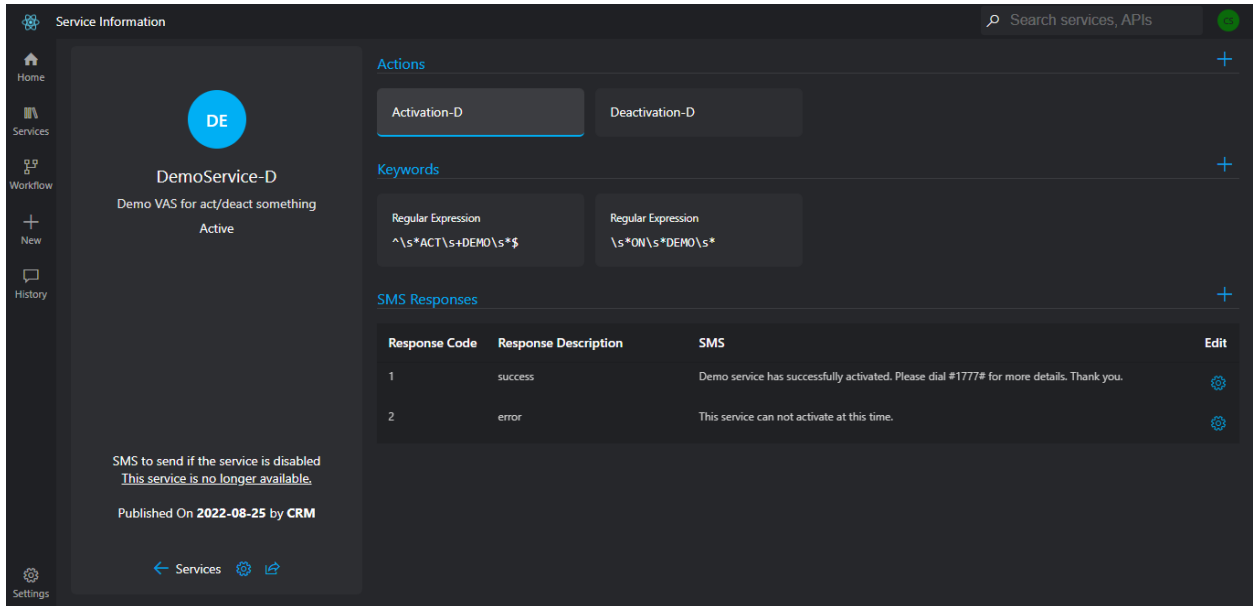 Service Information
Search services, APIs
CS
Home
Services
Workflow
New
History
Settings
DE
DemoService-D
Demo VAS for act/deact something
Active
SMS to send if the service is disabled
This service is no longer available.
Published On 2022-08-25 by CRM
Services
Actions
Activation-D
Deactivation-D
Keywords
Regular Expression
^\s*ACT\s+DEMO\s*$
Regular Expression
\s*ON\s*DEMO\s*
SMS Responses
Response Code Response Description SMS Edit
1 success Demo service has successfully activated. Please dial #1777# for more details. Thank you.
2 error This service can not activate at this time.